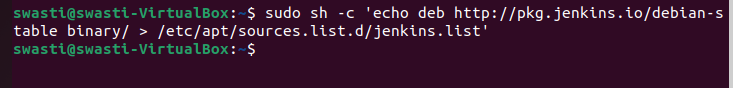 swasti@swasti-VirtualBox:~$ sudo sh -c 'echo deb http://pkg.jenkins.io/debian-s
table binary/ > /etc/apt/sources.list.d/jenkins.list'
swasti@swasti-VirtualBox:~$